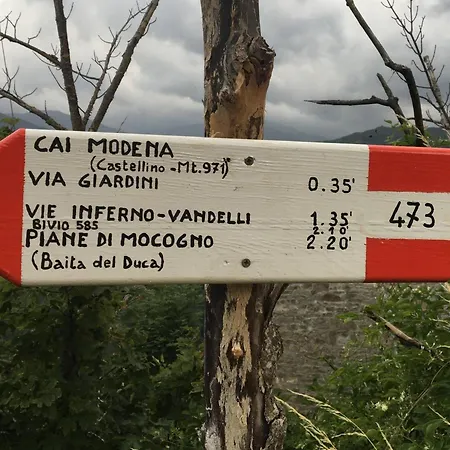 CAI MODENA
(Castellino-Mt.971)
VIA GIARDINI 0.35'
VIE INFERNO-VANDELLI 1.35'
BIVIO 585 2.10'
PIANE DI MOCOGNO 2.20'
(Baita del Duca)
473